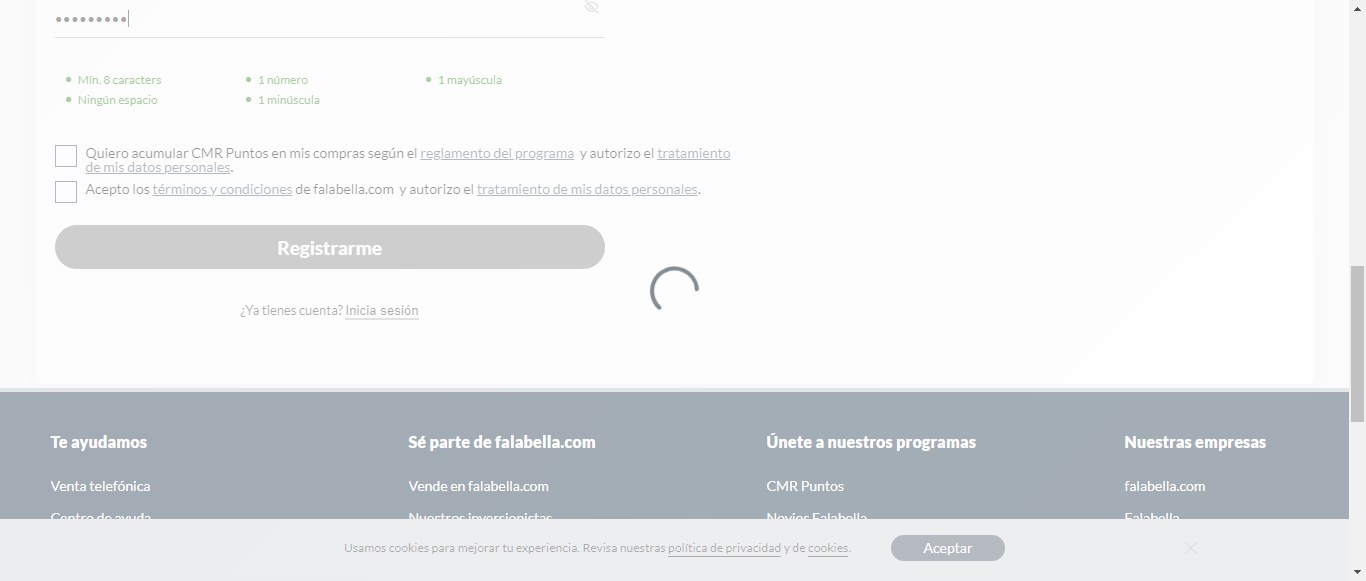 •••••••••
• Mín. 8 caracters • 1 número • 1 mayúscula
• Ningún espacio • 1 minúscula
Quiero acumular CMR Puntos en mis compras según el reglamento del programa y autorizo el tratamiento
de mis datos personales.
Acepto los términos y condiciones de falabella.com y autorizo el tratamiento de mis datos personales.
Registrarme
¿Ya tienes cuenta? Inicia sesión
Te ayudamos Sé parte de falabella.com Únete a nuestros programas Nuestras empresas
Venta telefónica Vende en falabella.com CMR Puntos falabella.com
Centro de ayuda Nuestros inversionistas Novios Falabella Falabella
Usamos cookies para mejorar tu experiencia. Revisa nuestras política de privacidad y de cookies. Aceptar